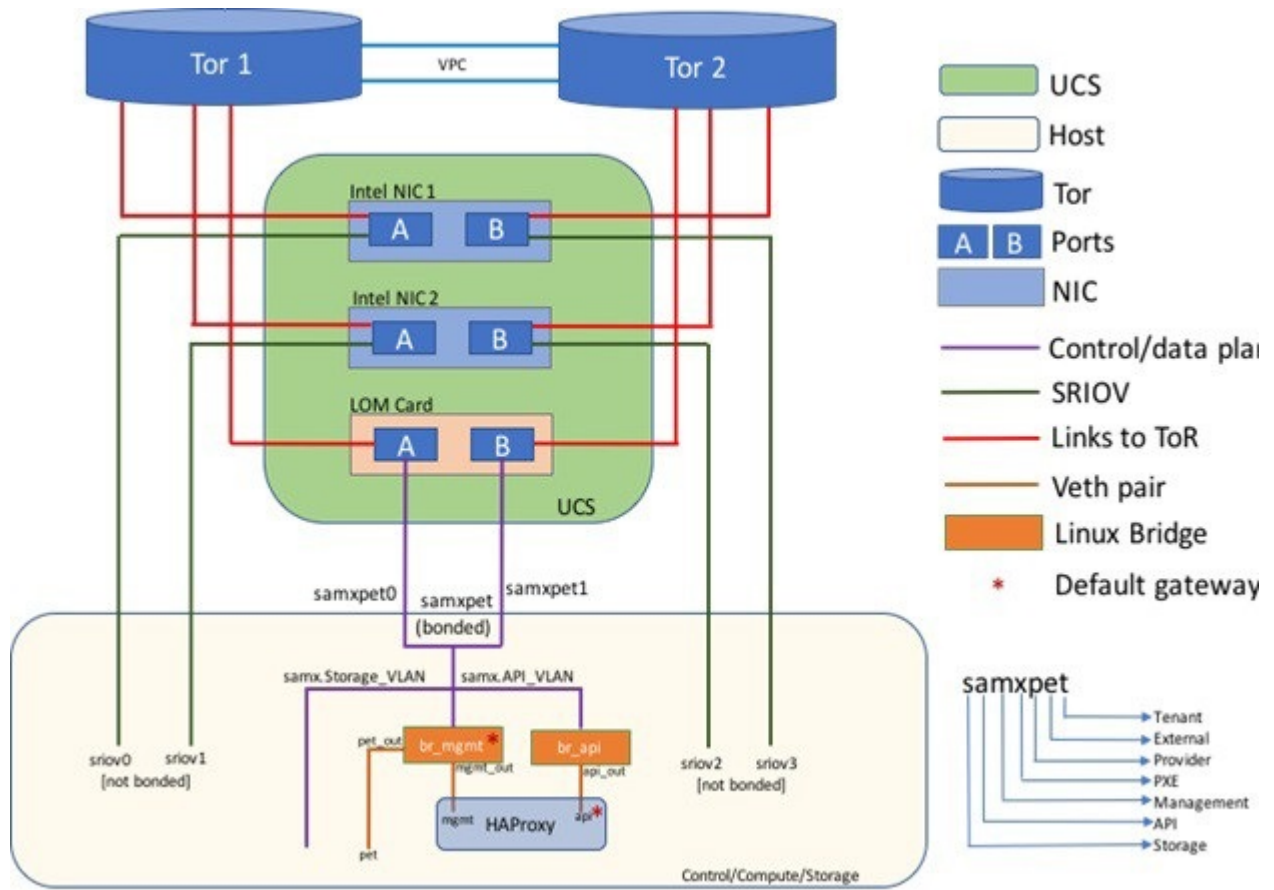 Tor 1
VPC
Tor 2
Intel NIC 1
A B
Intel NIC 2
A B
LOM Card
A B
UCS
samxpet0
samxpet
(bonded)
samxpet1
samx.Storage_VLAN
samx.API_VLAN
pet_out
br_mgmt*
br_api
mgmt_out
api_out
mgmt
HAProxy
api*
pet
sriov0
sriov1
[not bonded]
sriov2
sriov3
[not bonded]
Control/Compute/Storage
UCS
Host
Tor
A B Ports
NIC
Control/data plar
SRIOV
Links to ToR
Veth pair
Linux Bridge
* Default gateway
samxpet
Tenant
External
Provider
PXE
Management
API
Storage